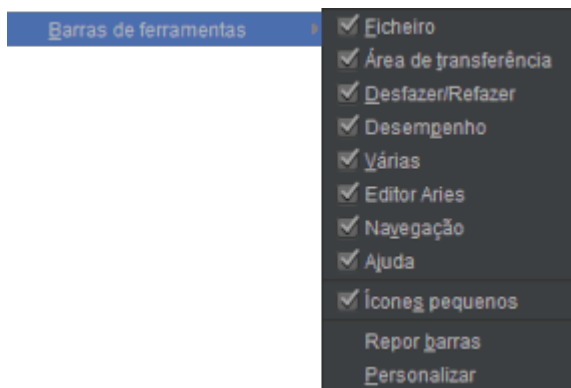 Barras de ferramentas
Ficheiro
Área de transferência
Desfazer/Refazer
Desempenho
Várias
Editor Aries
Navegação
Ajuda
Ícones pequenos
Repor barras
Personalizar